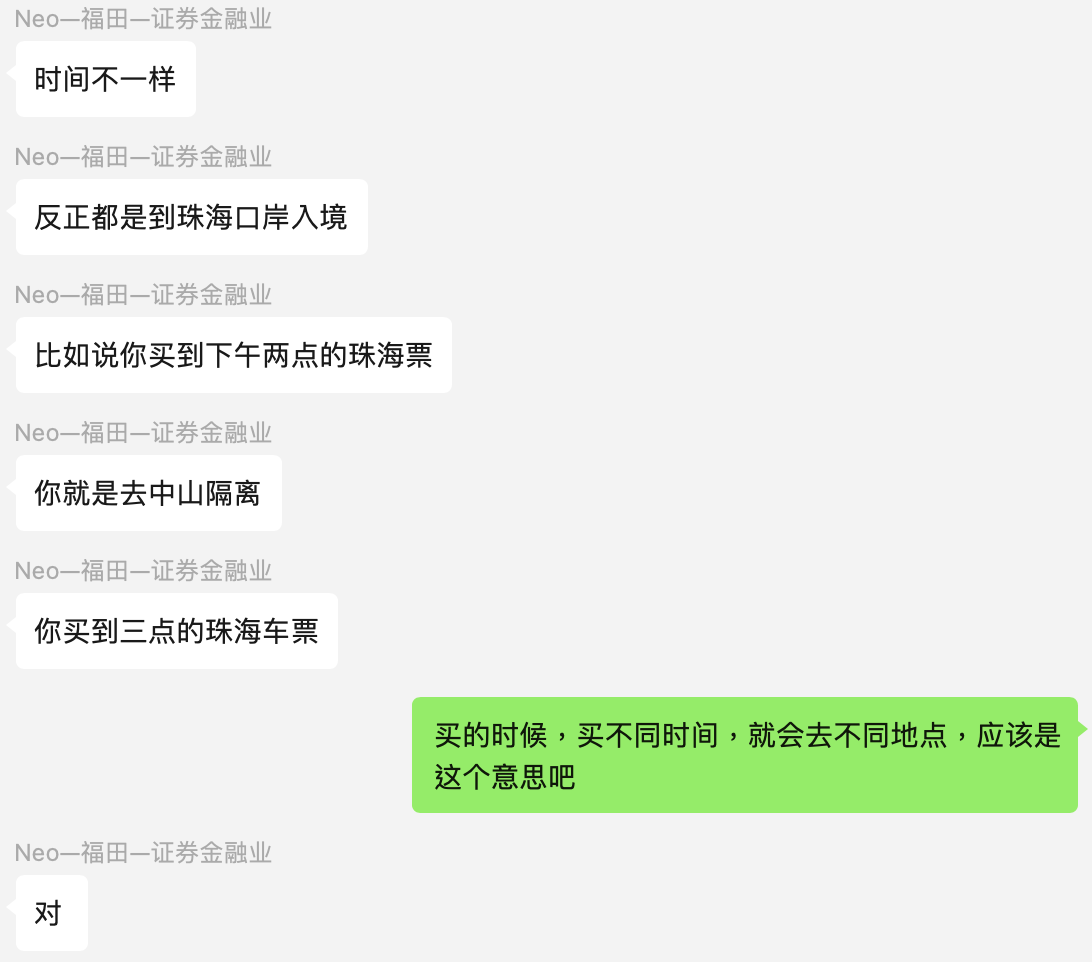 Neo—福田—证券金融业
时间不一样
Neo—福田—证券金融业
反正都是到珠海口岸入境
Neo—福田—证券金融业
比如说你买到下午两点的珠海票
Neo—福田—证券金融业
你就是去中山隔离
Neo—福田—证券金融业
你买到三点的珠海车票
买的时候，买不同时间，就会去不同地点，应该是
这个意思吧
Neo—福田—证券金融业
对